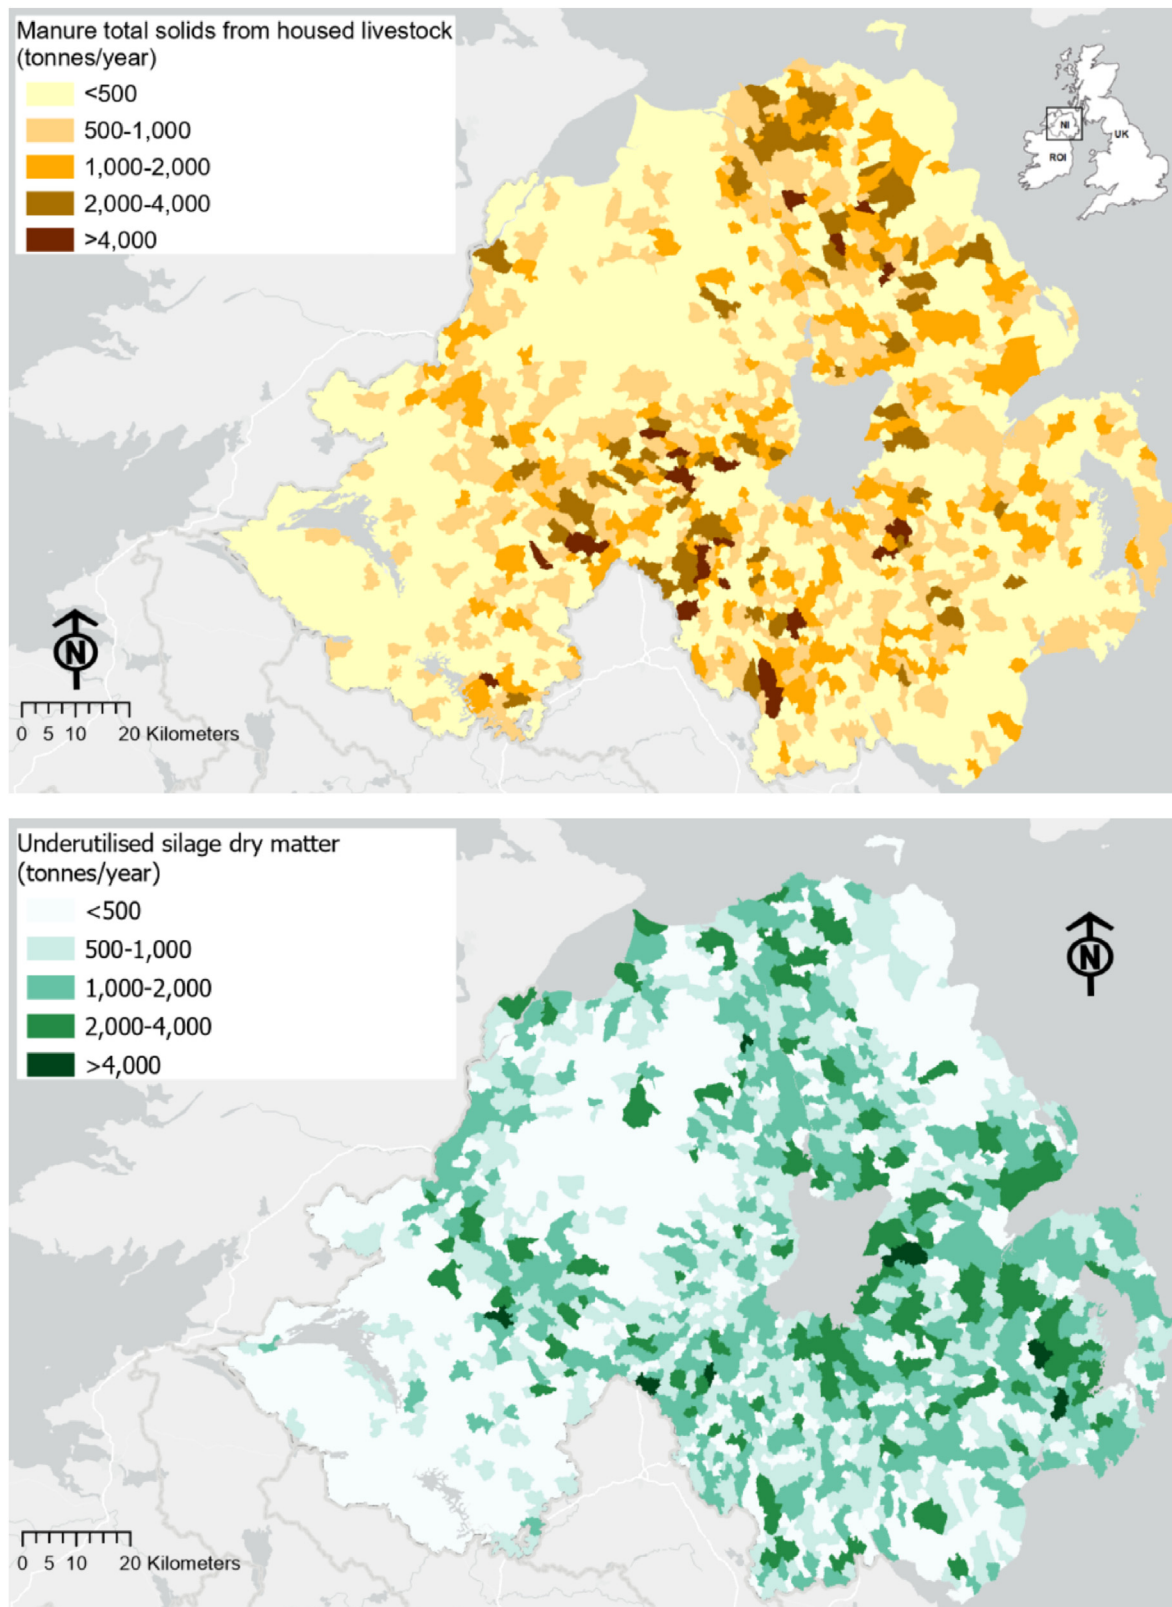 Manure total solids from housed livestock
(tonnes/year)
<500
500-1,000
1,000-2,000
2,000-4,000
>4,000
NI
UK
ROI
N
0 5 10 20 Kilometers
Underutilised silage dry matter
(tonnes/year)
<500
500-1,000
1,000-2,000
2,000-4,000
>4,000
N
0 5 10 20 Kilometers